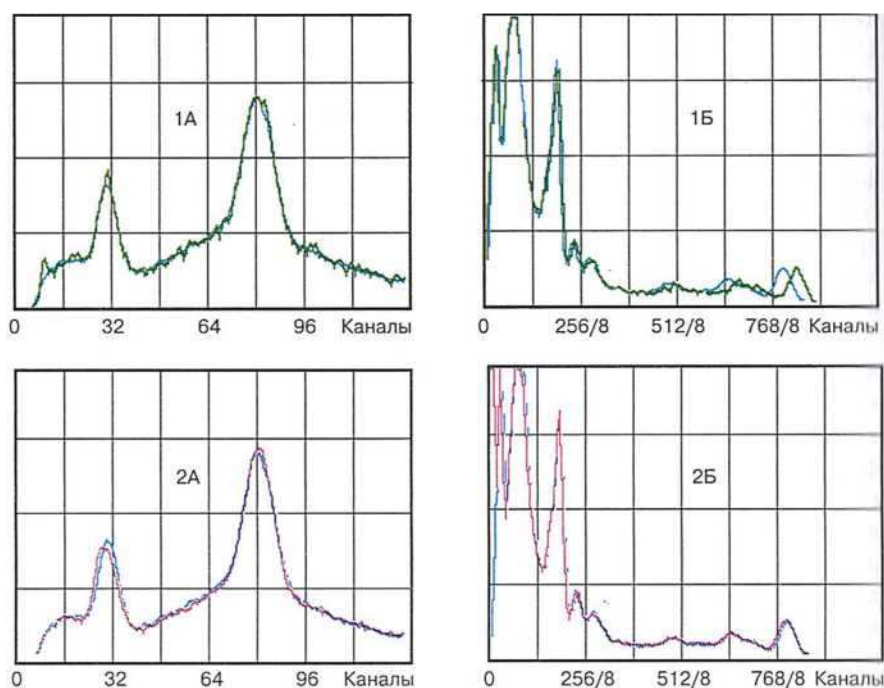 1А
1Б
0 32 64 96 Каналы
0 256/8 512/8 768/8 Каналы
2А
2Б
0 32 64 96 Каналы
0 256/8 512/8 768/8 Каналы